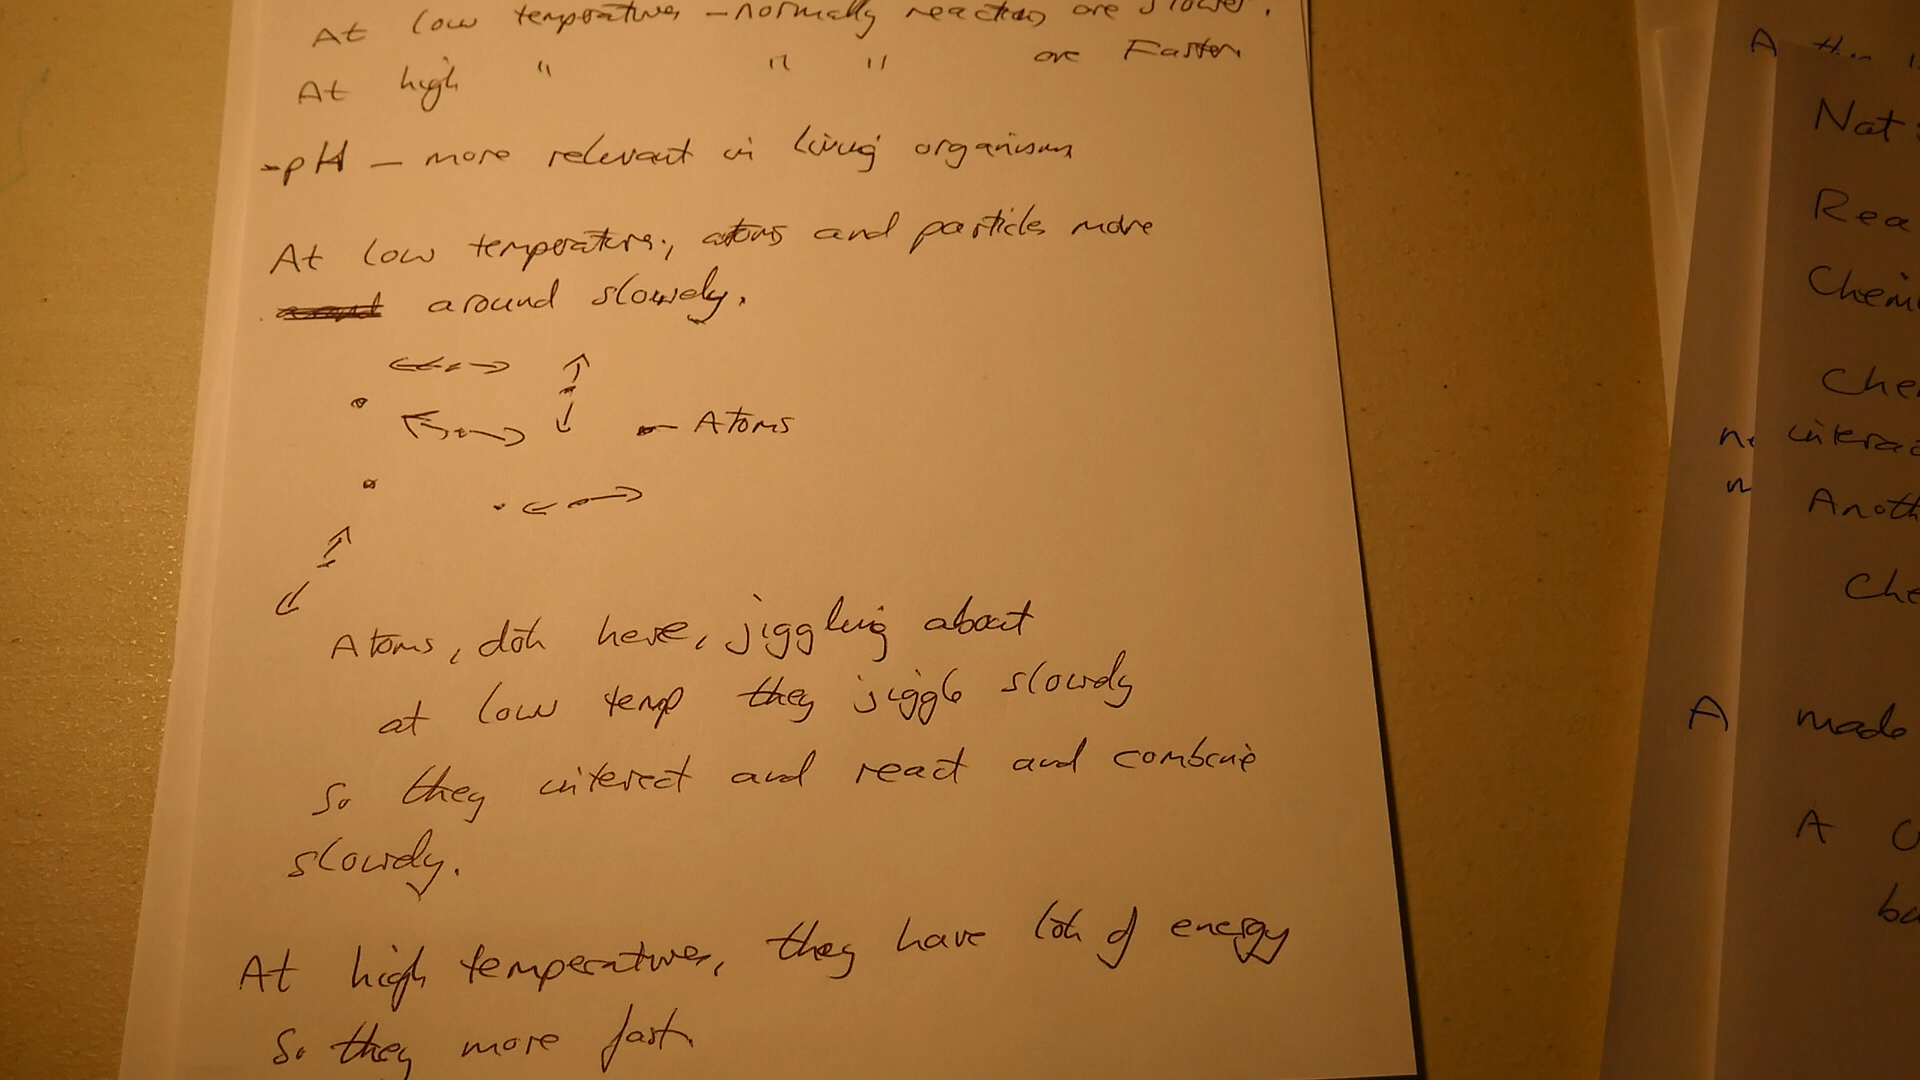 At low temperatures - normally reactions are slower.
At high " " " are Faster
- pH - more relevant in living organisms
At low temperatures, atoms and particles move
around slowly.
- Atoms
Atoms, dots here, jiggling about
at low temp they jiggle slowly
So they interact and react and combine
slowly.
At high temperatures, they have lots of energy
So they move fast.
A
Nat
Rea
Chemi
Che
interac
Anoth
Che
A made
A